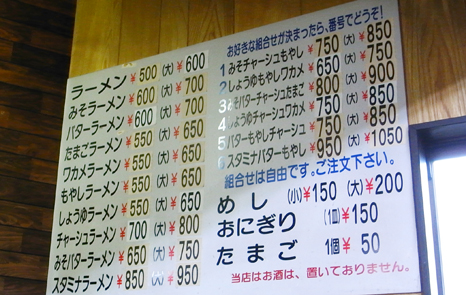 ラーメン ¥500 (大)¥600
みそラーメン ¥600 (大)¥700
バターラーメン ¥600 (大)¥700
たまごラーメン ¥550 (大)¥650
ワカメラーメン ¥550 (大)¥650
もやしラーメン ¥550 (大)¥650
しょうゆラーメン ¥550 (大)¥650
チャーシューラーメン ¥700 (大)¥800
みそバターラーメン ¥650 (大)¥750
スタミナラーメン ¥850 (大)¥950
お好きな組合せが決まったら、番号でどうぞ!
1 みそチャーシュもやし ¥750 (大)¥850
2 しょうゆもやしワカメ ¥650 (大)¥750
3 みそバターチャーシュたまご ¥800 (大)¥900
4 しょうゆチャーシュワカメ ¥750 (大)¥850
5 バターもやしチャーシュ ¥750 (大)¥850
6 スタミナバターもやし ¥950 (大)¥1050
組合せは自由です。ご注文下さい。
めし (小)¥150 (大)¥200
おにぎり (1皿)¥150
たまご 1個¥50
当店はお酒は、置いておりません。